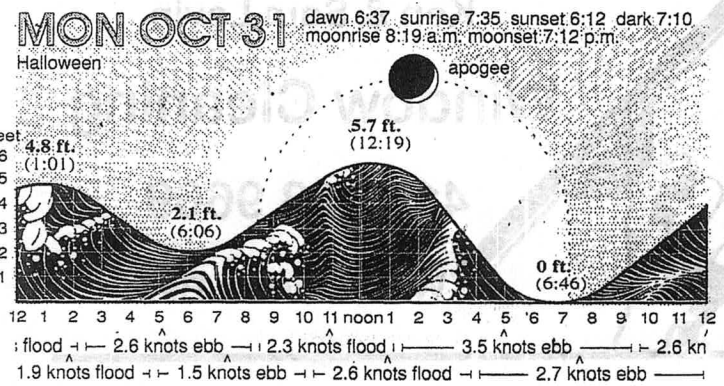 MON OCT 31
dawn 6:37 sunrise 7:35 sunset 6:12 dark 7:10
moonrise 8:19 a.m. moonset 7:12 p.m.
Halloween
apogee
eet
6
5
4
3
2
1
4.8 ft.
(1:01)
2.1 ft.
(6:06)
5.7 ft.
(12:19)
0 ft.
(6:46)
12 1 2 3 4 5 6 7 8 9 10 11 noon 1 2 3 4 5 6 7 8 9 10 11 12
s flood 2.6 knots ebb 2.3 knots flood 3.5 knots ebb 2.6 kn
1.9 knots flood 1.5 knots ebb 2.6 knots flood 2.7 knots ebb